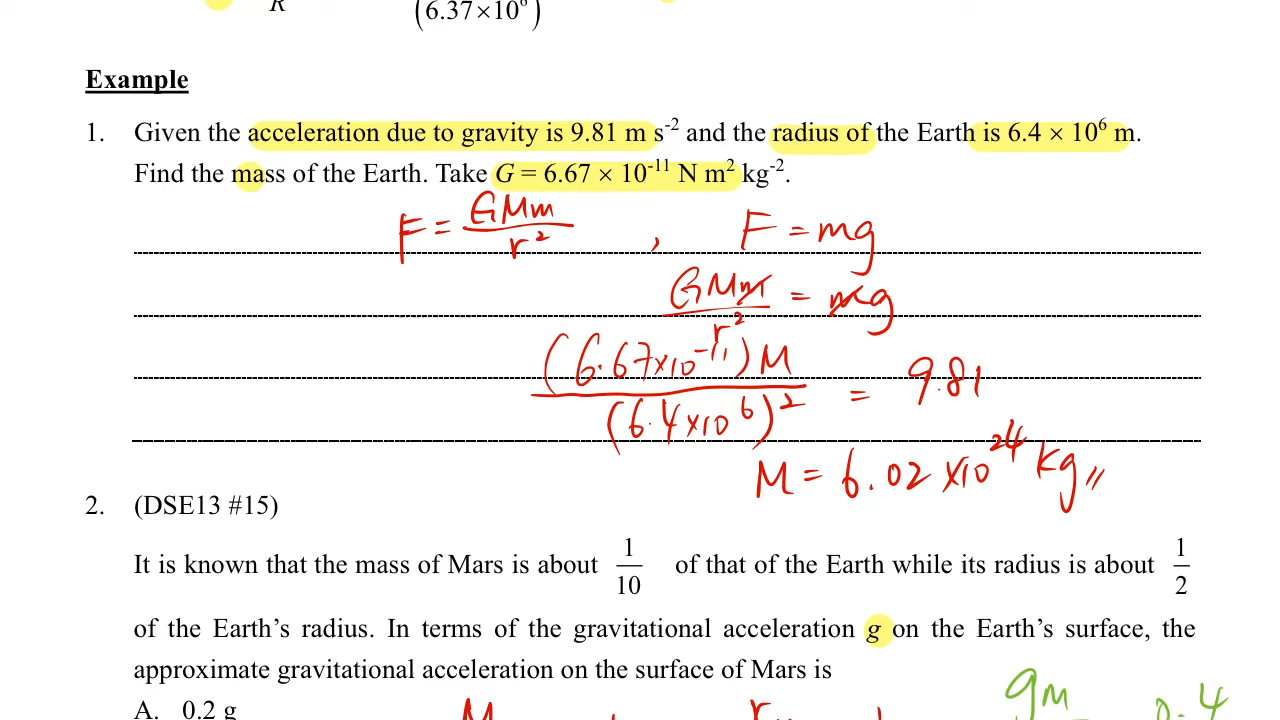 R
(6.37×10⁶)
Example
1. Given the acceleration due to gravity is 9.81 m s⁻² and the radius of the Earth is 6.4 × 10⁶ m.
Find the mass of the Earth. Take G = 6.67 × 10⁻¹¹ N m² kg⁻².
F = GMm / r² , F = mg
GMm / r² = mg
(6.67×10⁻¹¹)M / (6.4×10⁶)² = 9.81
M = 6.02 ×10²⁴ kg //
2. (DSE13 #15)
It is known that the mass of Mars is about 1/10 of that of the Earth while its radius is about 1/2
of the Earth’s radius. In terms of the gravitational acceleration g on the Earth’s surface, the
approximate gravitational acceleration on the surface of Mars is
A. 0.2 g
gM